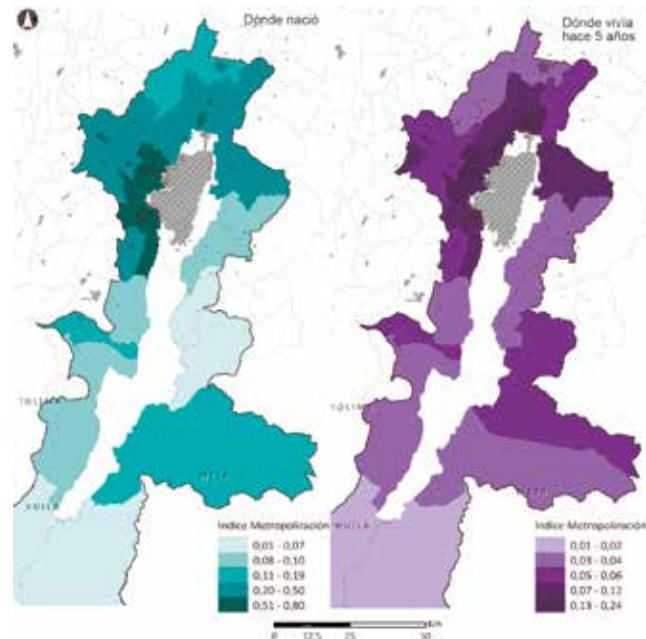 Dónde nació
Dónde vivía
hace 5 años
TOLIMA
META
HUILA
TOLIMA
META
HUILA
Indice Metropolización
0,01 - 0,07
0,08 - 0,10
0,11 - 0,19
0,20 - 0,50
0,51 - 0,80
Indice Metropolización
0,01 - 0,02
0,03 - 0,04
0,05 - 0,06
0,07 - 0,12
0,13 - 0,24
0 12,5 25 50